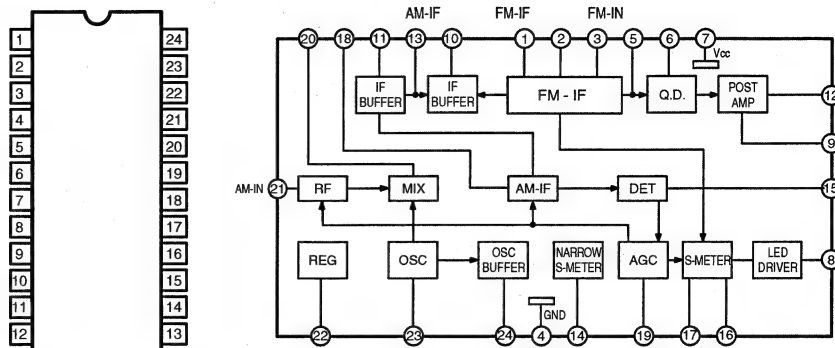 1 24
2 23
3 22
4 21
5 20
6 19
7 18
8 17
9 16
10 15
11 14
12 13
AM-IF FM-IF FM-IN
20 18 11 13 10 1 2 3 5 6 7
Vcc
IF BUFFER
IF BUFFER
FM - IF
Q.D.
POST AMP
12
9
AM-IN 21
RF
MIX
AM-IF
DET
15
REG
OSC
OSC BUFFER
NARROW S-METER
AGC
S-METER
LED DRIVER
8
GND
22 23 24 4 14 19 17 16